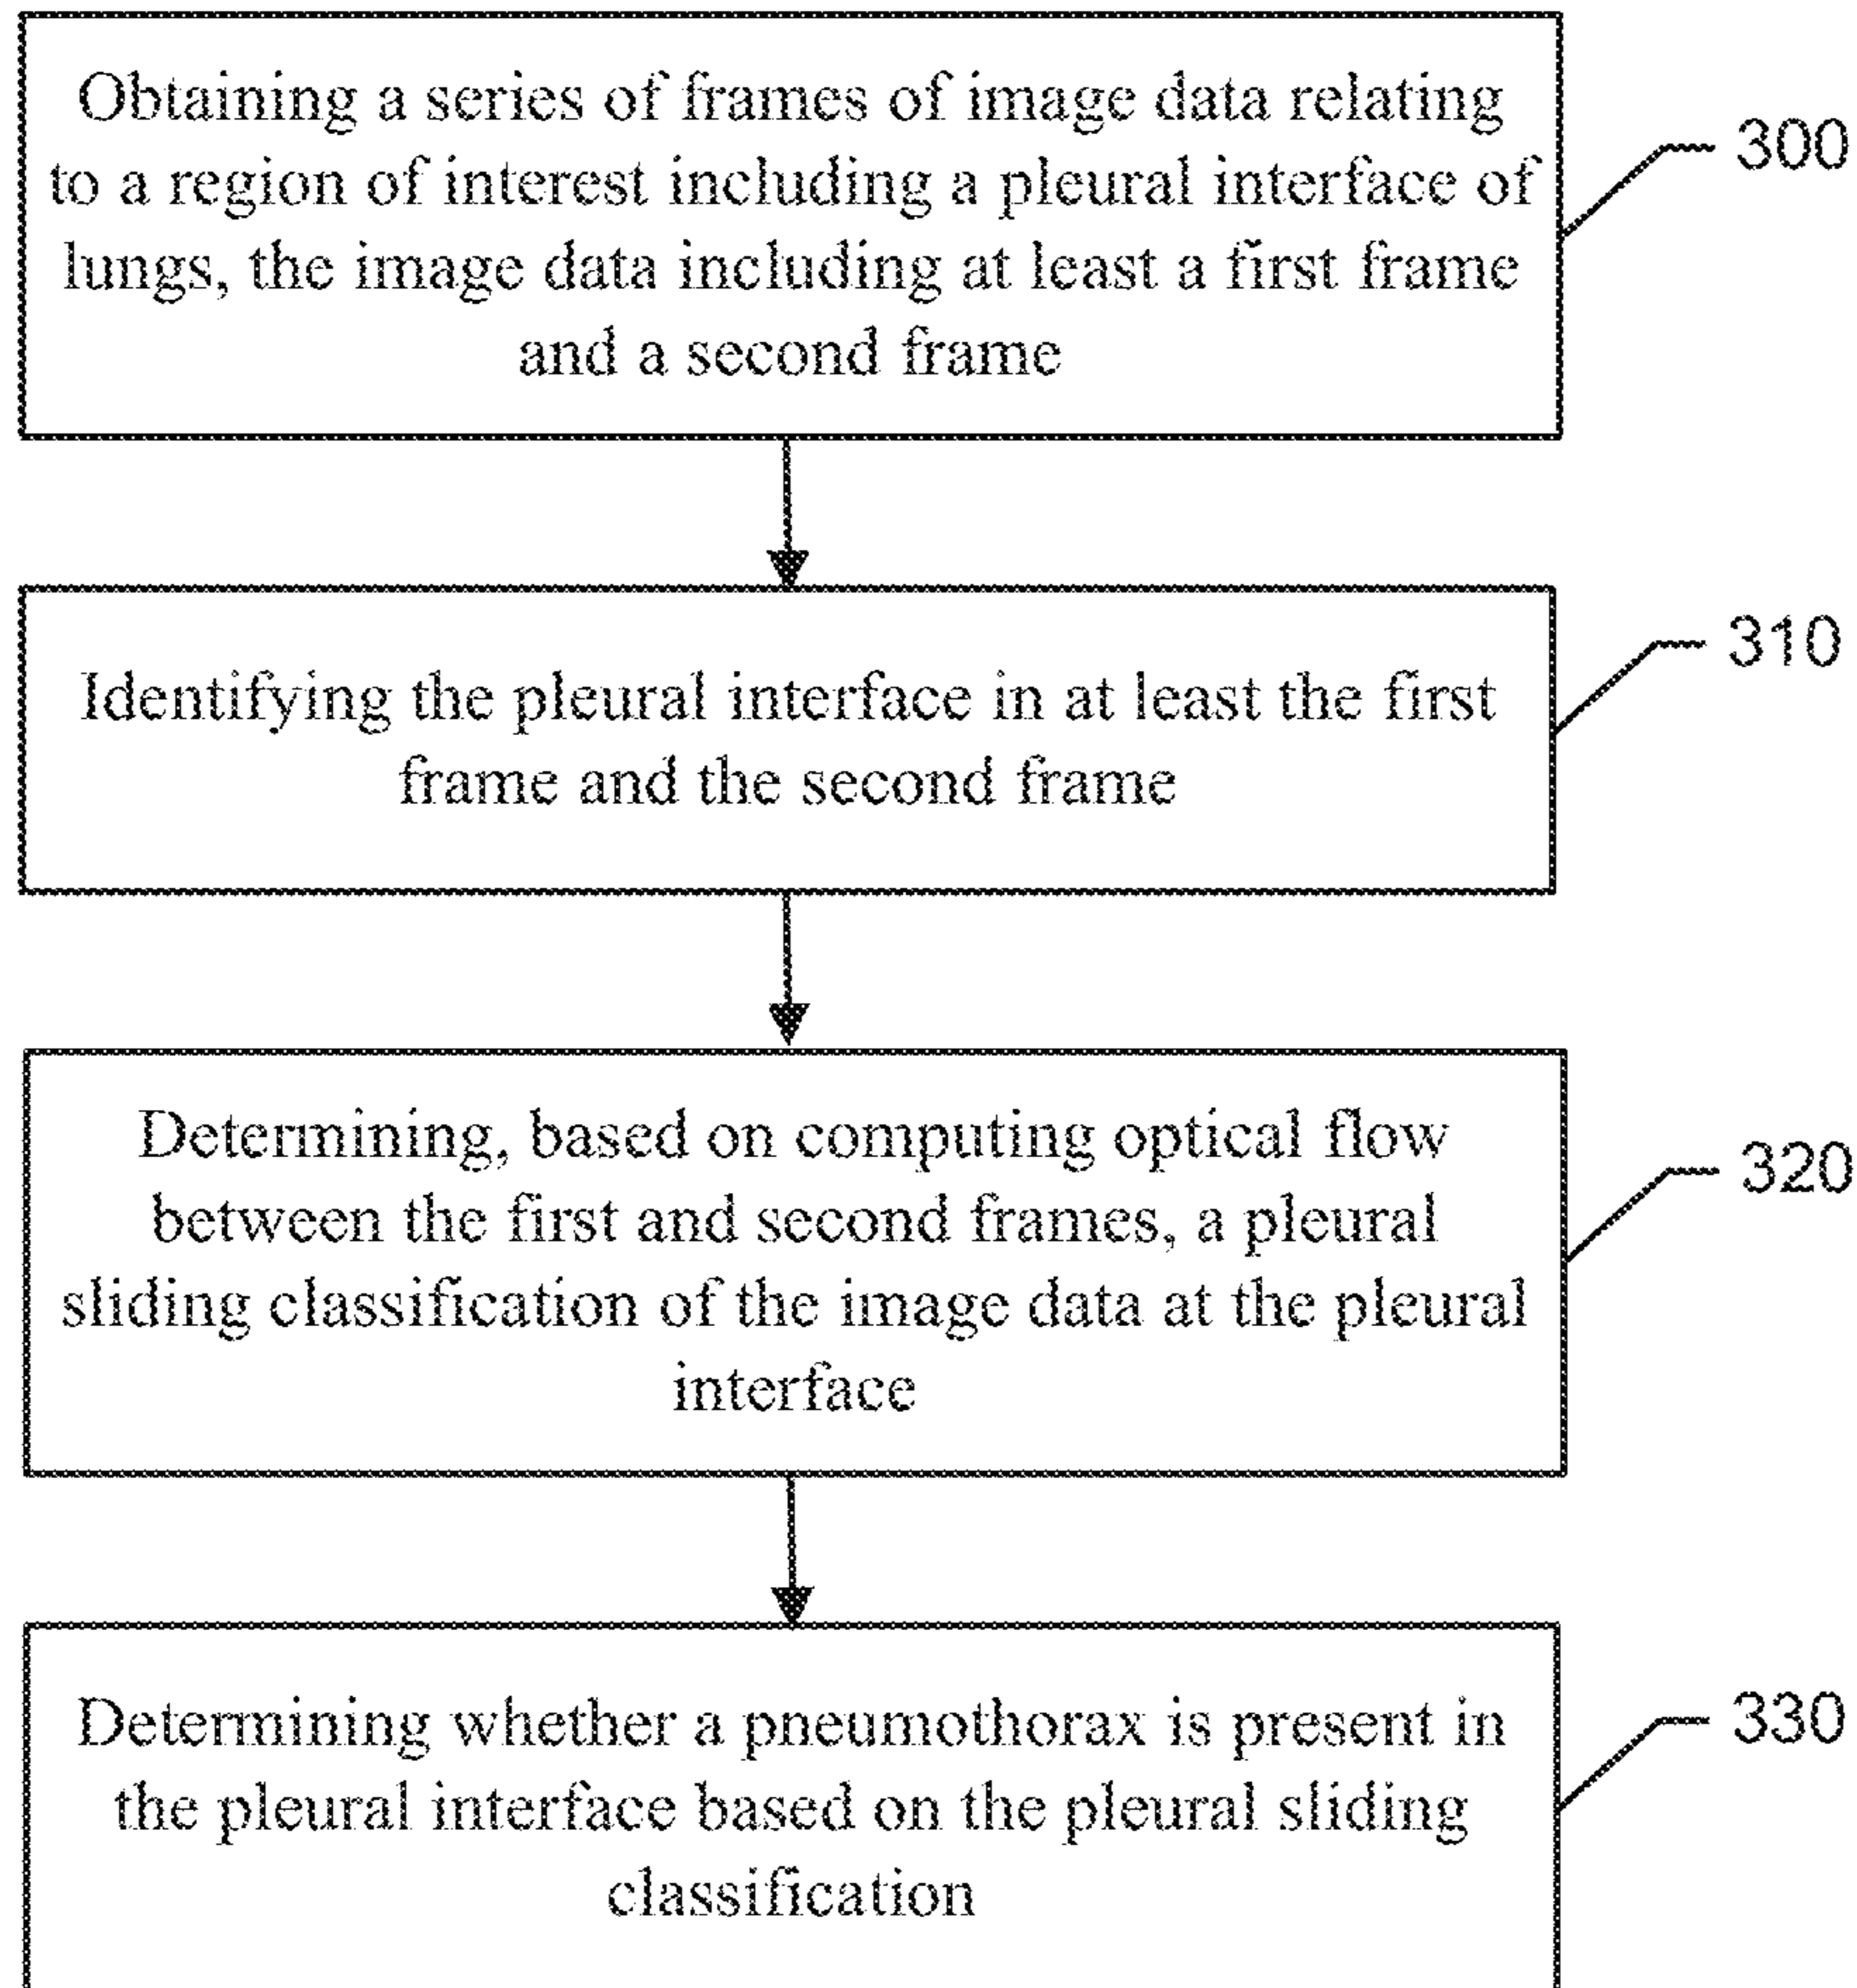 Obtaining a series of frames of image data relating
to a region of interest including a pleural interface of
lungs, the image data including at least a first frame
and a second frame
300
Identifying the pleural interface in at least the first
frame and the second frame
310
Determining, based on computing optical flow
between the first and second frames, a pleural
sliding classification of the image data at the pleural
interface
320
Determining whether a pneumothorax is present in
the pleural interface based on the pleural sliding
classification
330